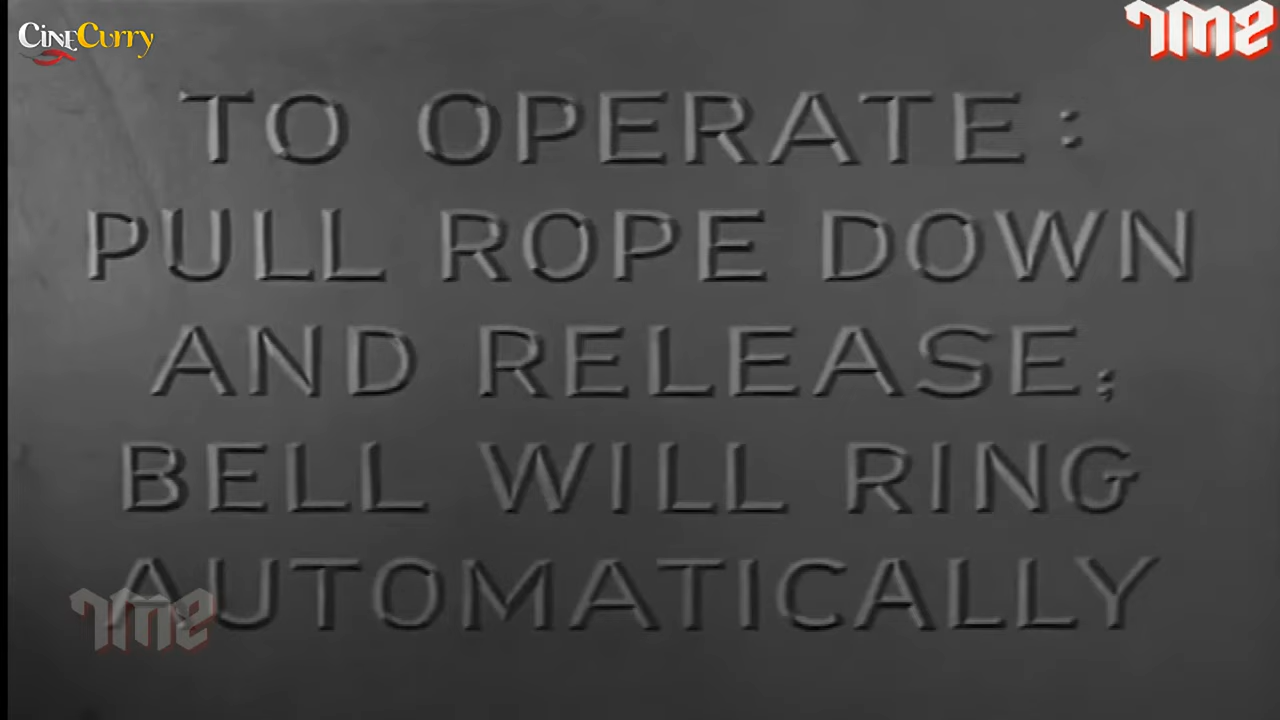 CineCurry
TO OPERATE:
PULL ROPE DOWN
AND RELEASE;
BELL WILL RING
AUTOMATICALLY